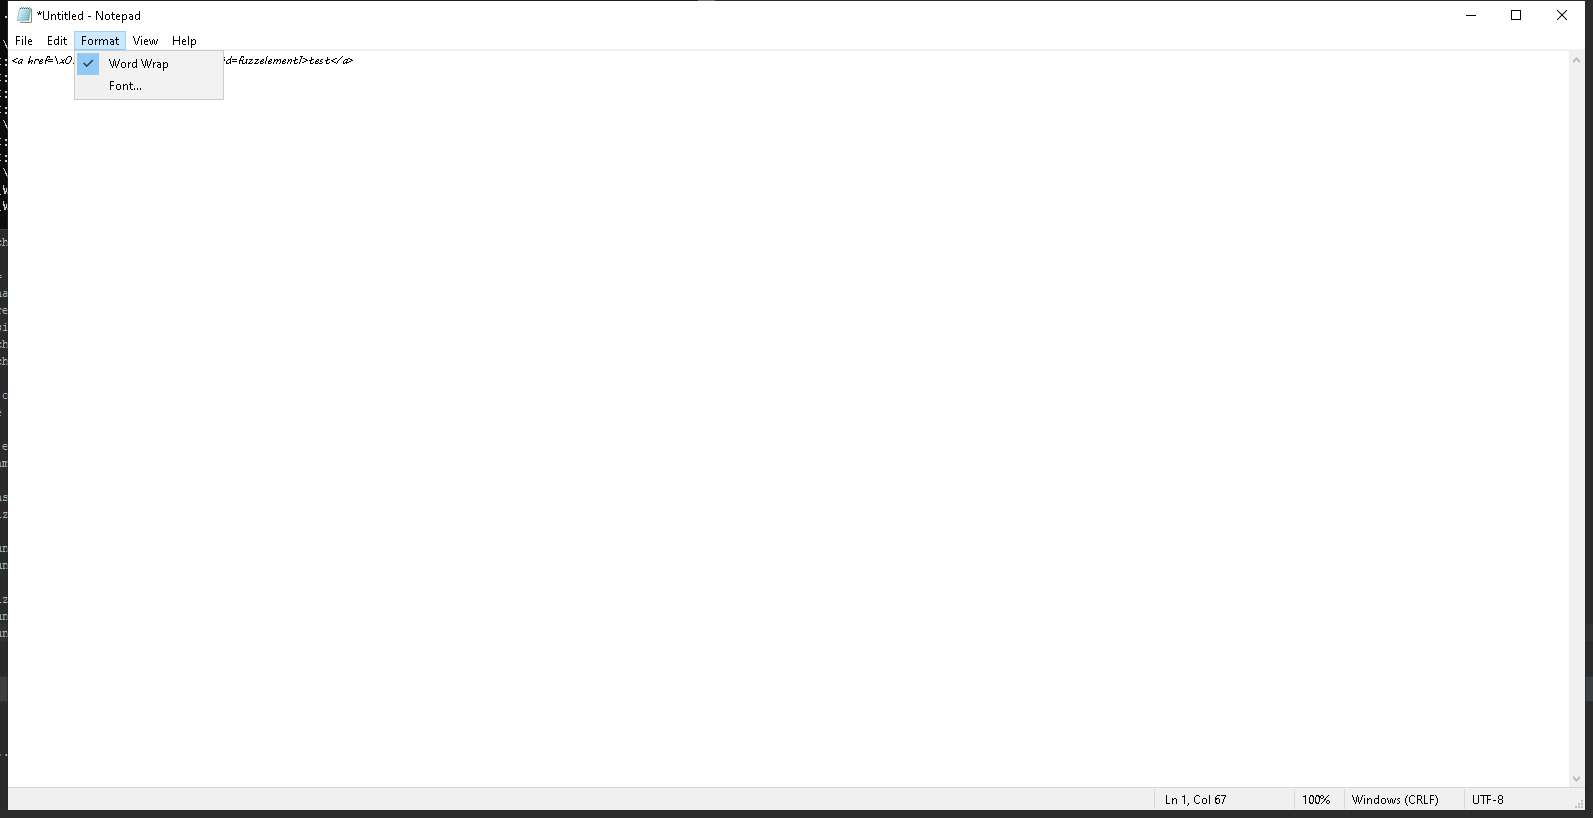 *Untitled - Notepad
File Edit Format View Help
<a href=\x0 id=fuzzelement1>test</a>
Word Wrap
Font...
Ln 1, Col 67 100% Windows (CRLF) UTF-8